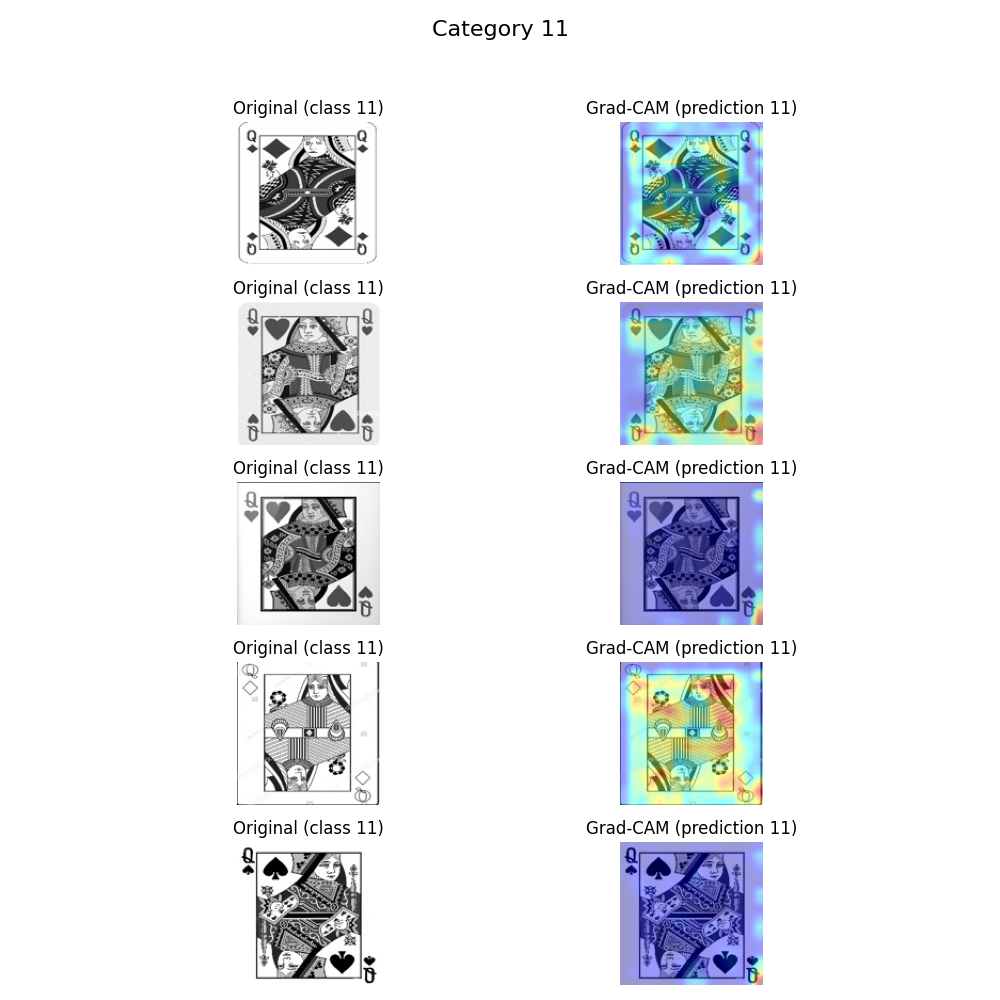 Category 11
Original (class 11) Grad-CAM (prediction 11)
Q Q Q Q
Q Q Q Q
Original (class 11) Grad-CAM (prediction 11)
Q Q Q Q
Q Q Q Q
Original (class 11) Grad-CAM (prediction 11)
Q Q
Q Q
Original (class 11) Grad-CAM (prediction 11)
Q Q
Q Q
Original (class 11) Grad-CAM (prediction 11)
Q Q
Q Q